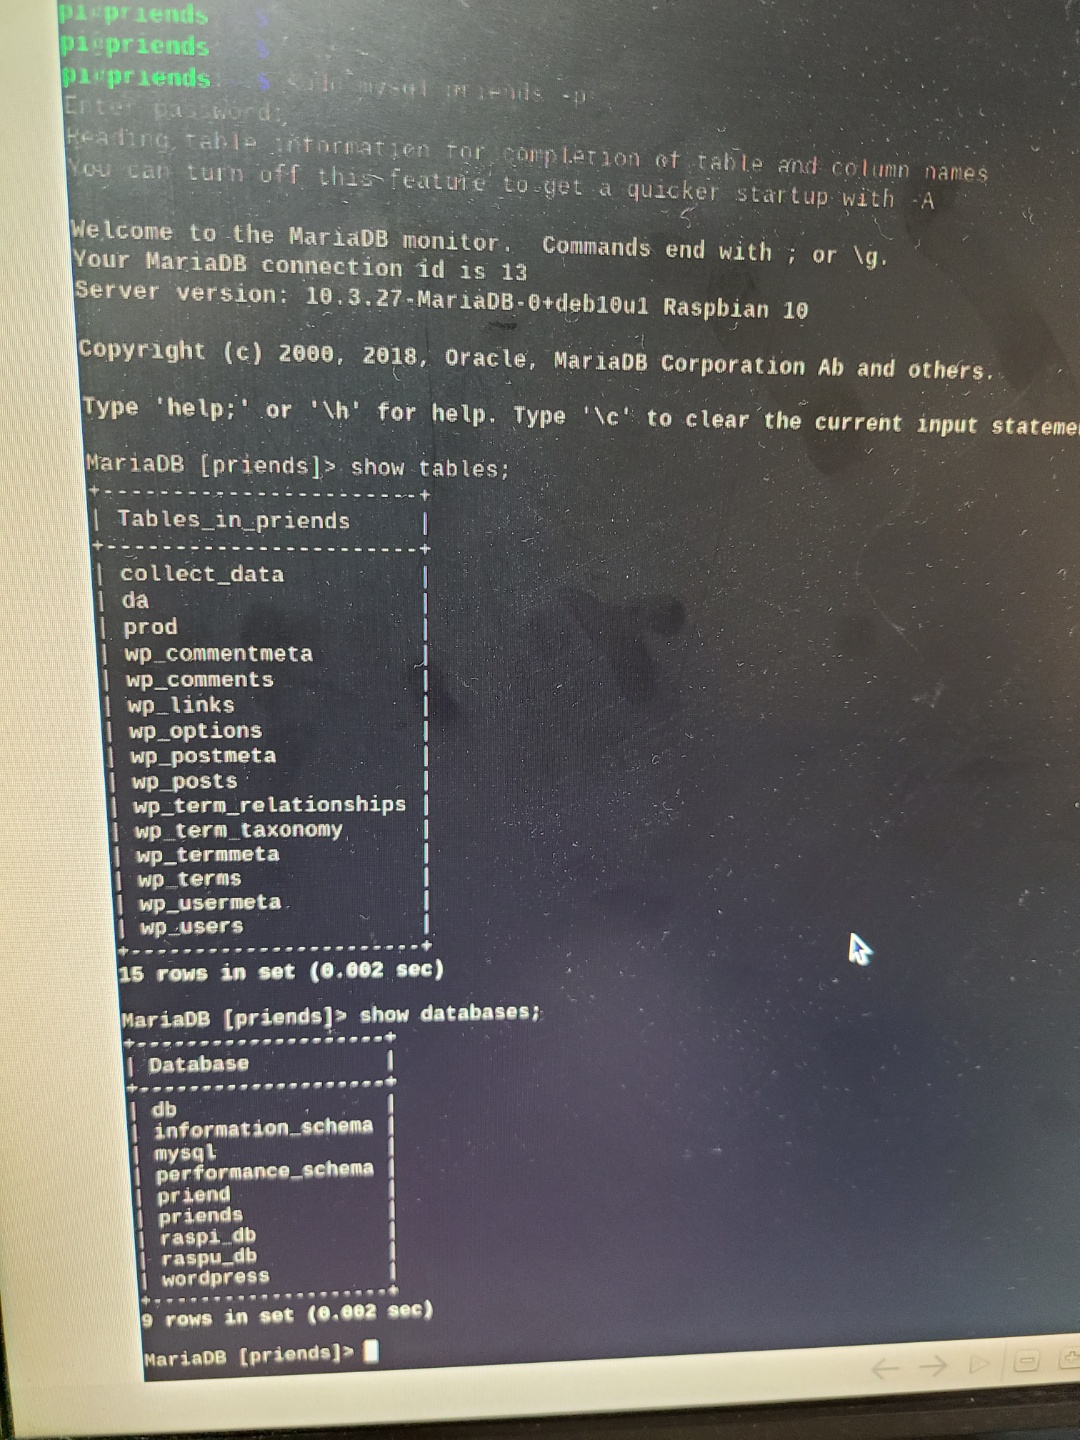 pi@priends $
pi@priends $
pi@priends $ sudo mysql priends -p
Enter password:
Reading table information for completion of table and column names
You can turn off this feature to get a quicker startup with -A
Welcome to the MariaDB monitor.  Commands end with ; or \g.
Your MariaDB connection id is 13
Server version: 10.3.27-MariaDB-0+deb10u1 Raspbian 10
Copyright (c) 2000, 2018, Oracle, MariaDB Corporation Ab and others.
Type 'help;' or '\h' for help. Type '\c' to clear the current input stateme
MariaDB [priends]> show tables;
+-----------------------+
| Tables_in_priends     |
+-----------------------+
| collect_data          |
| da                    |
| prod                  |
| wp_commentmeta        |
| wp_comments           |
| wp_links              |
| wp_options            |
| wp_postmeta           |
| wp_posts              |
| wp_term_relationships |
| wp_term_taxonomy      |
| wp_termmeta           |
| wp_terms              |
| wp_usermeta           |
| wp_users              |
+-----------------------+
15 rows in set (0.002 sec)
MariaDB [priends]> show databases;
+--------------------+
| Database           |
+--------------------+
| db                 |
| information_schema |
| mysql              |
| performance_schema |
| priend             |
| priends            |
| raspi_db           |
| raspu_db           |
| wordpress          |
+--------------------+
9 rows in set (0.002 sec)
MariaDB [priends]>